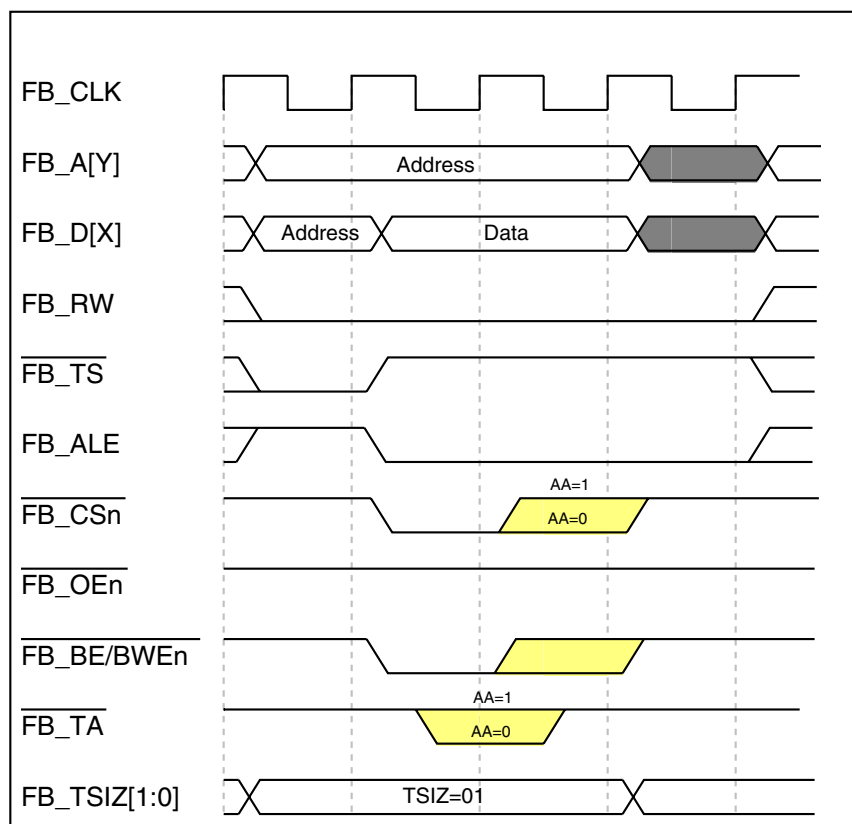 FB_CLK
FB_A[Y] Address
FB_D[X] Address Data
FB_RW
FB_TS
FB_ALE
AA=1
FB_CSn AA=0
FB_OEn
FB_BE/BWEn
AA=1
FB_TA AA=0
FB_TSIZ[1:0] TSIZ=01